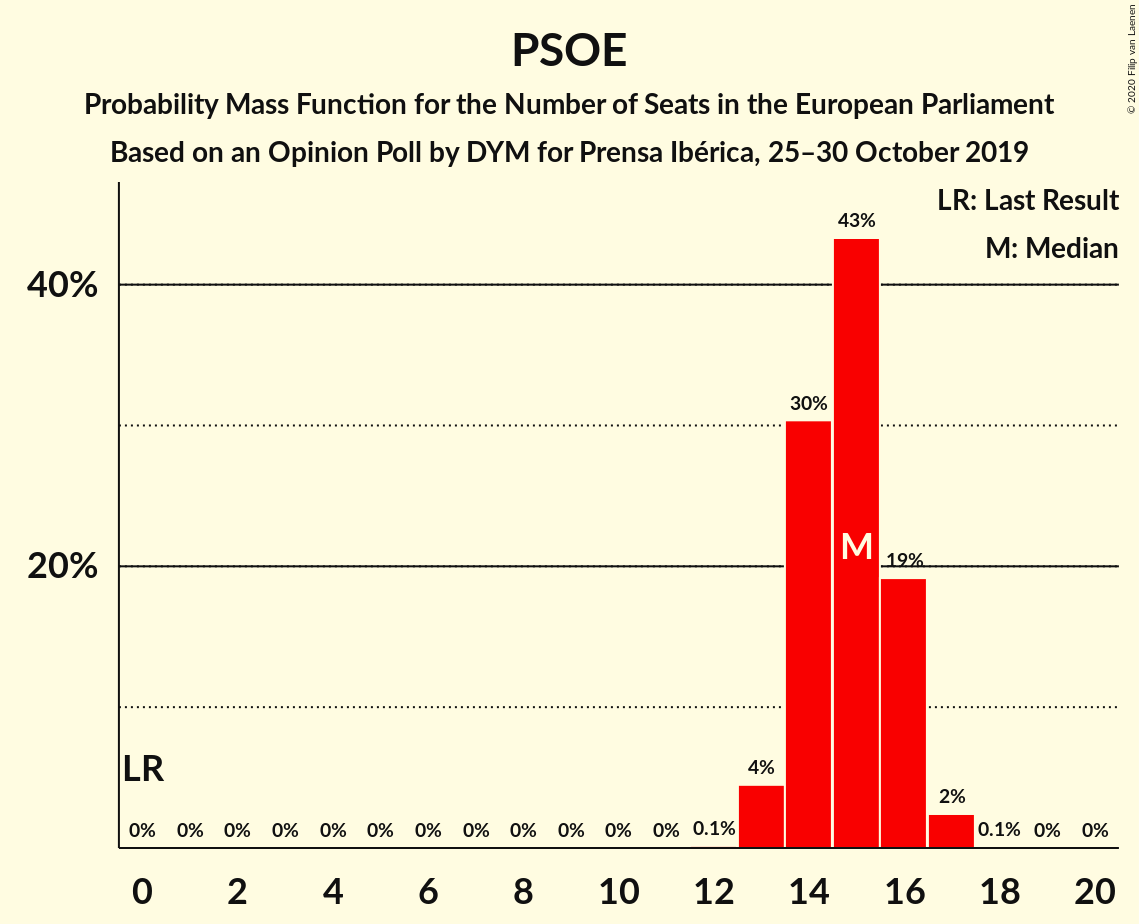 PSOE
Probability Mass Function for the Number of Seats in the European Parliament
Based on an Opinion Poll by DYM for Prensa Ibérica, 25–30 October 2019
© 2020 Filip van Laenen
LR: Last Result
M: Median
40%
20%
43%
30%
M
19%
LR
4%
2%
0% 0% 0% 0% 0% 0% 0% 0% 0% 0% 0% 0% 0.1% 0.1% 0% 0%
0 2 4 6 8 10 12 14 16 18 20